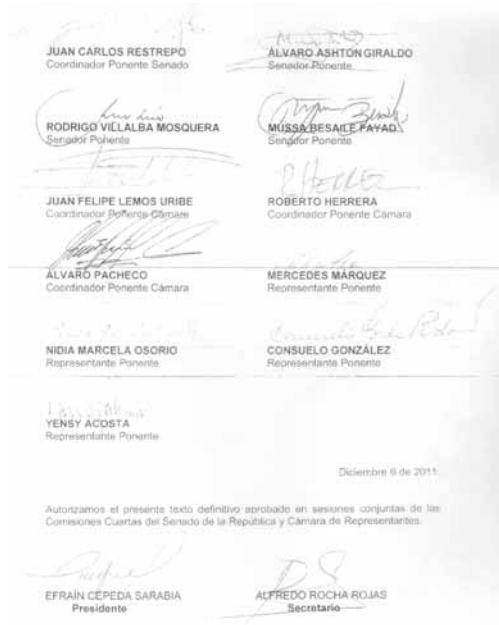 JUAN CARLOS RESTREPO
Coordinador Ponente Senado
ALVARO ASHTON GIRALDO
Senador Ponente
RODRIGO VILLALBA MOSQUERA
Senador Ponente
MUSSA BESAILE FAYAD
Senador Ponente
JUAN FELIPE LEMOS URIBE
Coordinador Ponente Cámara
ROBERTO HERRERA
Coordinador Ponente Cámara
ÁLVARO PACHECO
Coordinador Ponente Cámara
MERCEDES MÁRQUEZ
Representante Ponente
NIDIA MARCELA OSORIO
Representante Ponente
CONSUELO GONZÁLEZ
Representante Ponente
YENSY ACOSTA
Representante Ponente
Diciembre 6 de 2011.
Autorizamos el presente texto definitivo aprobado en sesiones conjuntas de las
Comisiones Cuartas del Senado de la República y Cámara de Representantes.
EFRAÍN CEPEDA SARABIA
Presidente
ALFREDO ROCHA ROJAS
Secretario